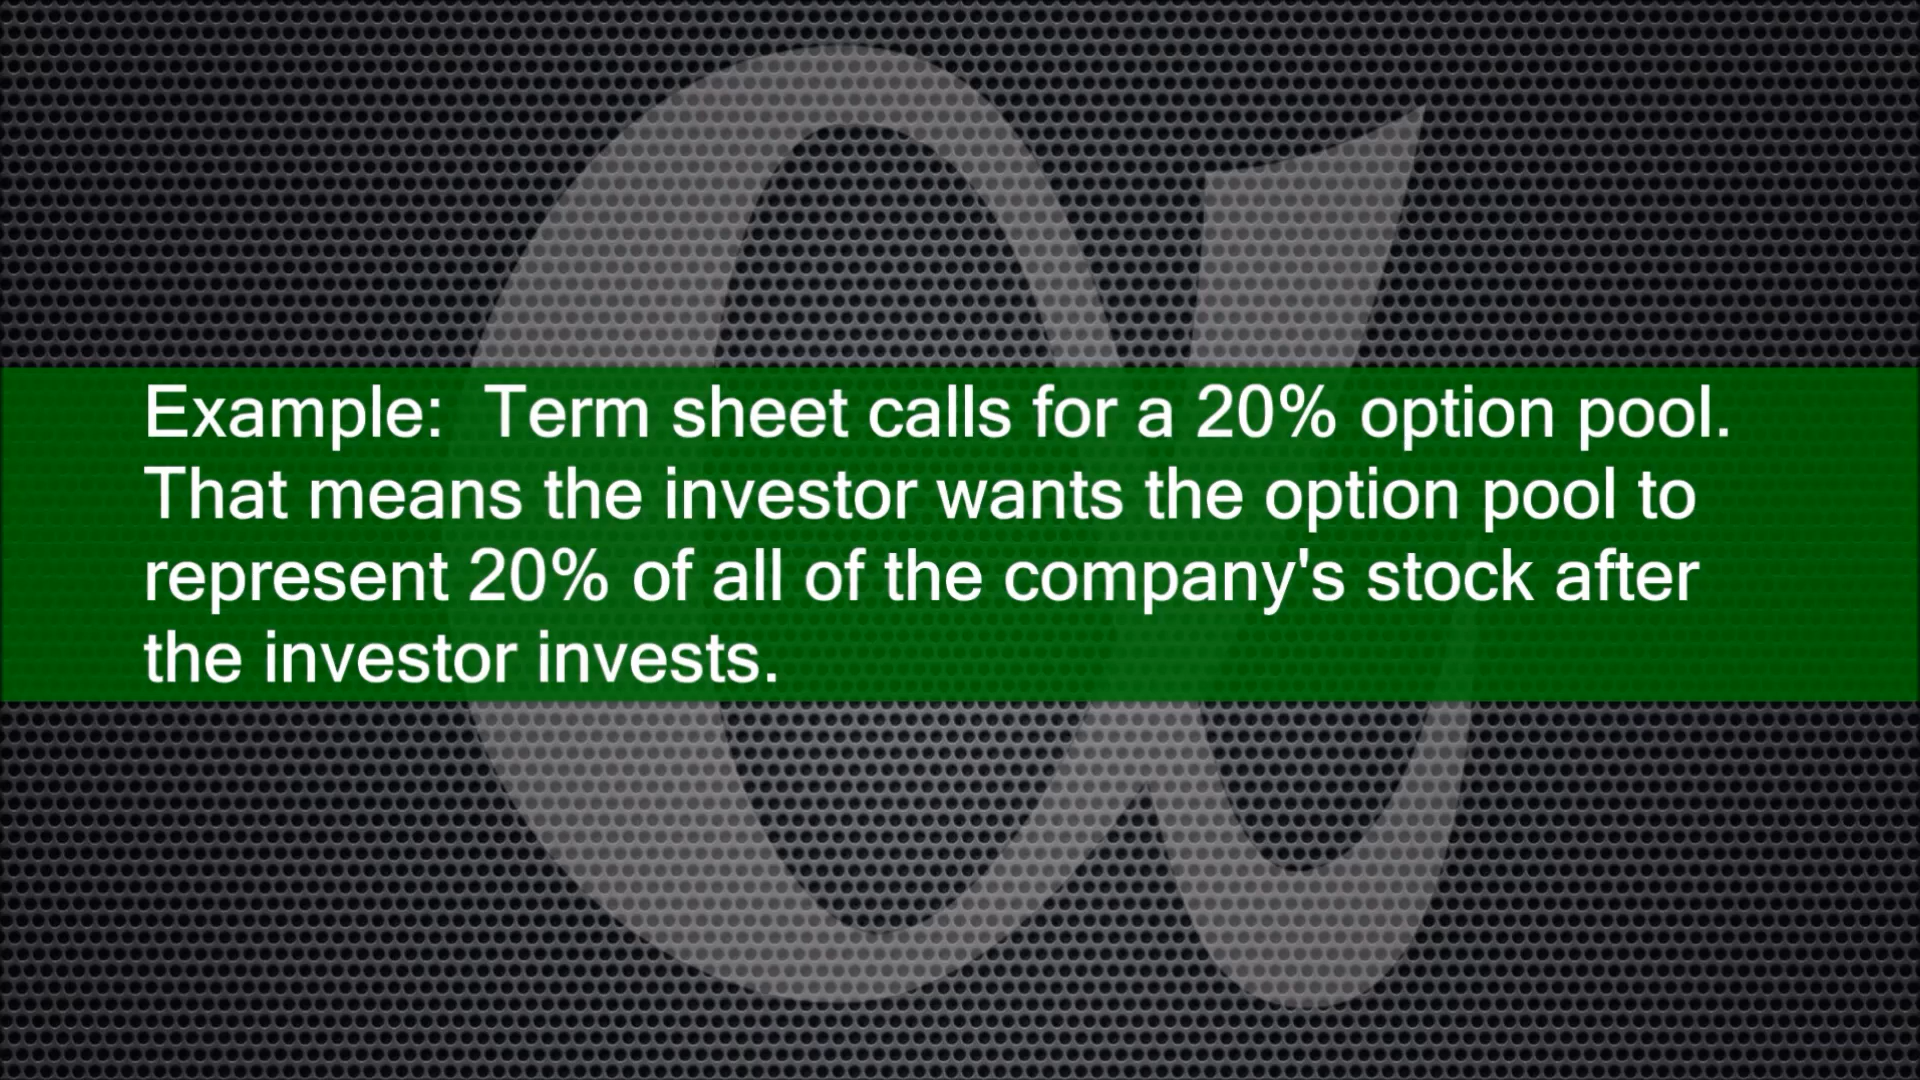 Example:  Term sheet calls for a 20% option pool.
That means the investor wants the option pool to
represent 20% of all of the company's stock after
the investor invests.